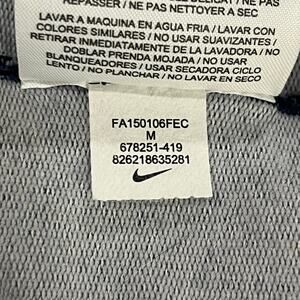 REPASSER / NE PAS NETTOYER A SEC
LAVAR A MAQUINA EN AGUA FRIA / LAVAR CON
COLORES SIMILARES / NO USAR SUAVIZANTES /
RETIRAR INMEDIATAMENTE DE LA LAVADORA / NO
DOBLAR PRENDA MOJADA / NO USAR
BLANQUEADORES / USAR SECADORA CICLO
LENTO / NO PLANCHAR / NO LAVAR EN SECO
FA150106FEC
M
678251-419
826218635281